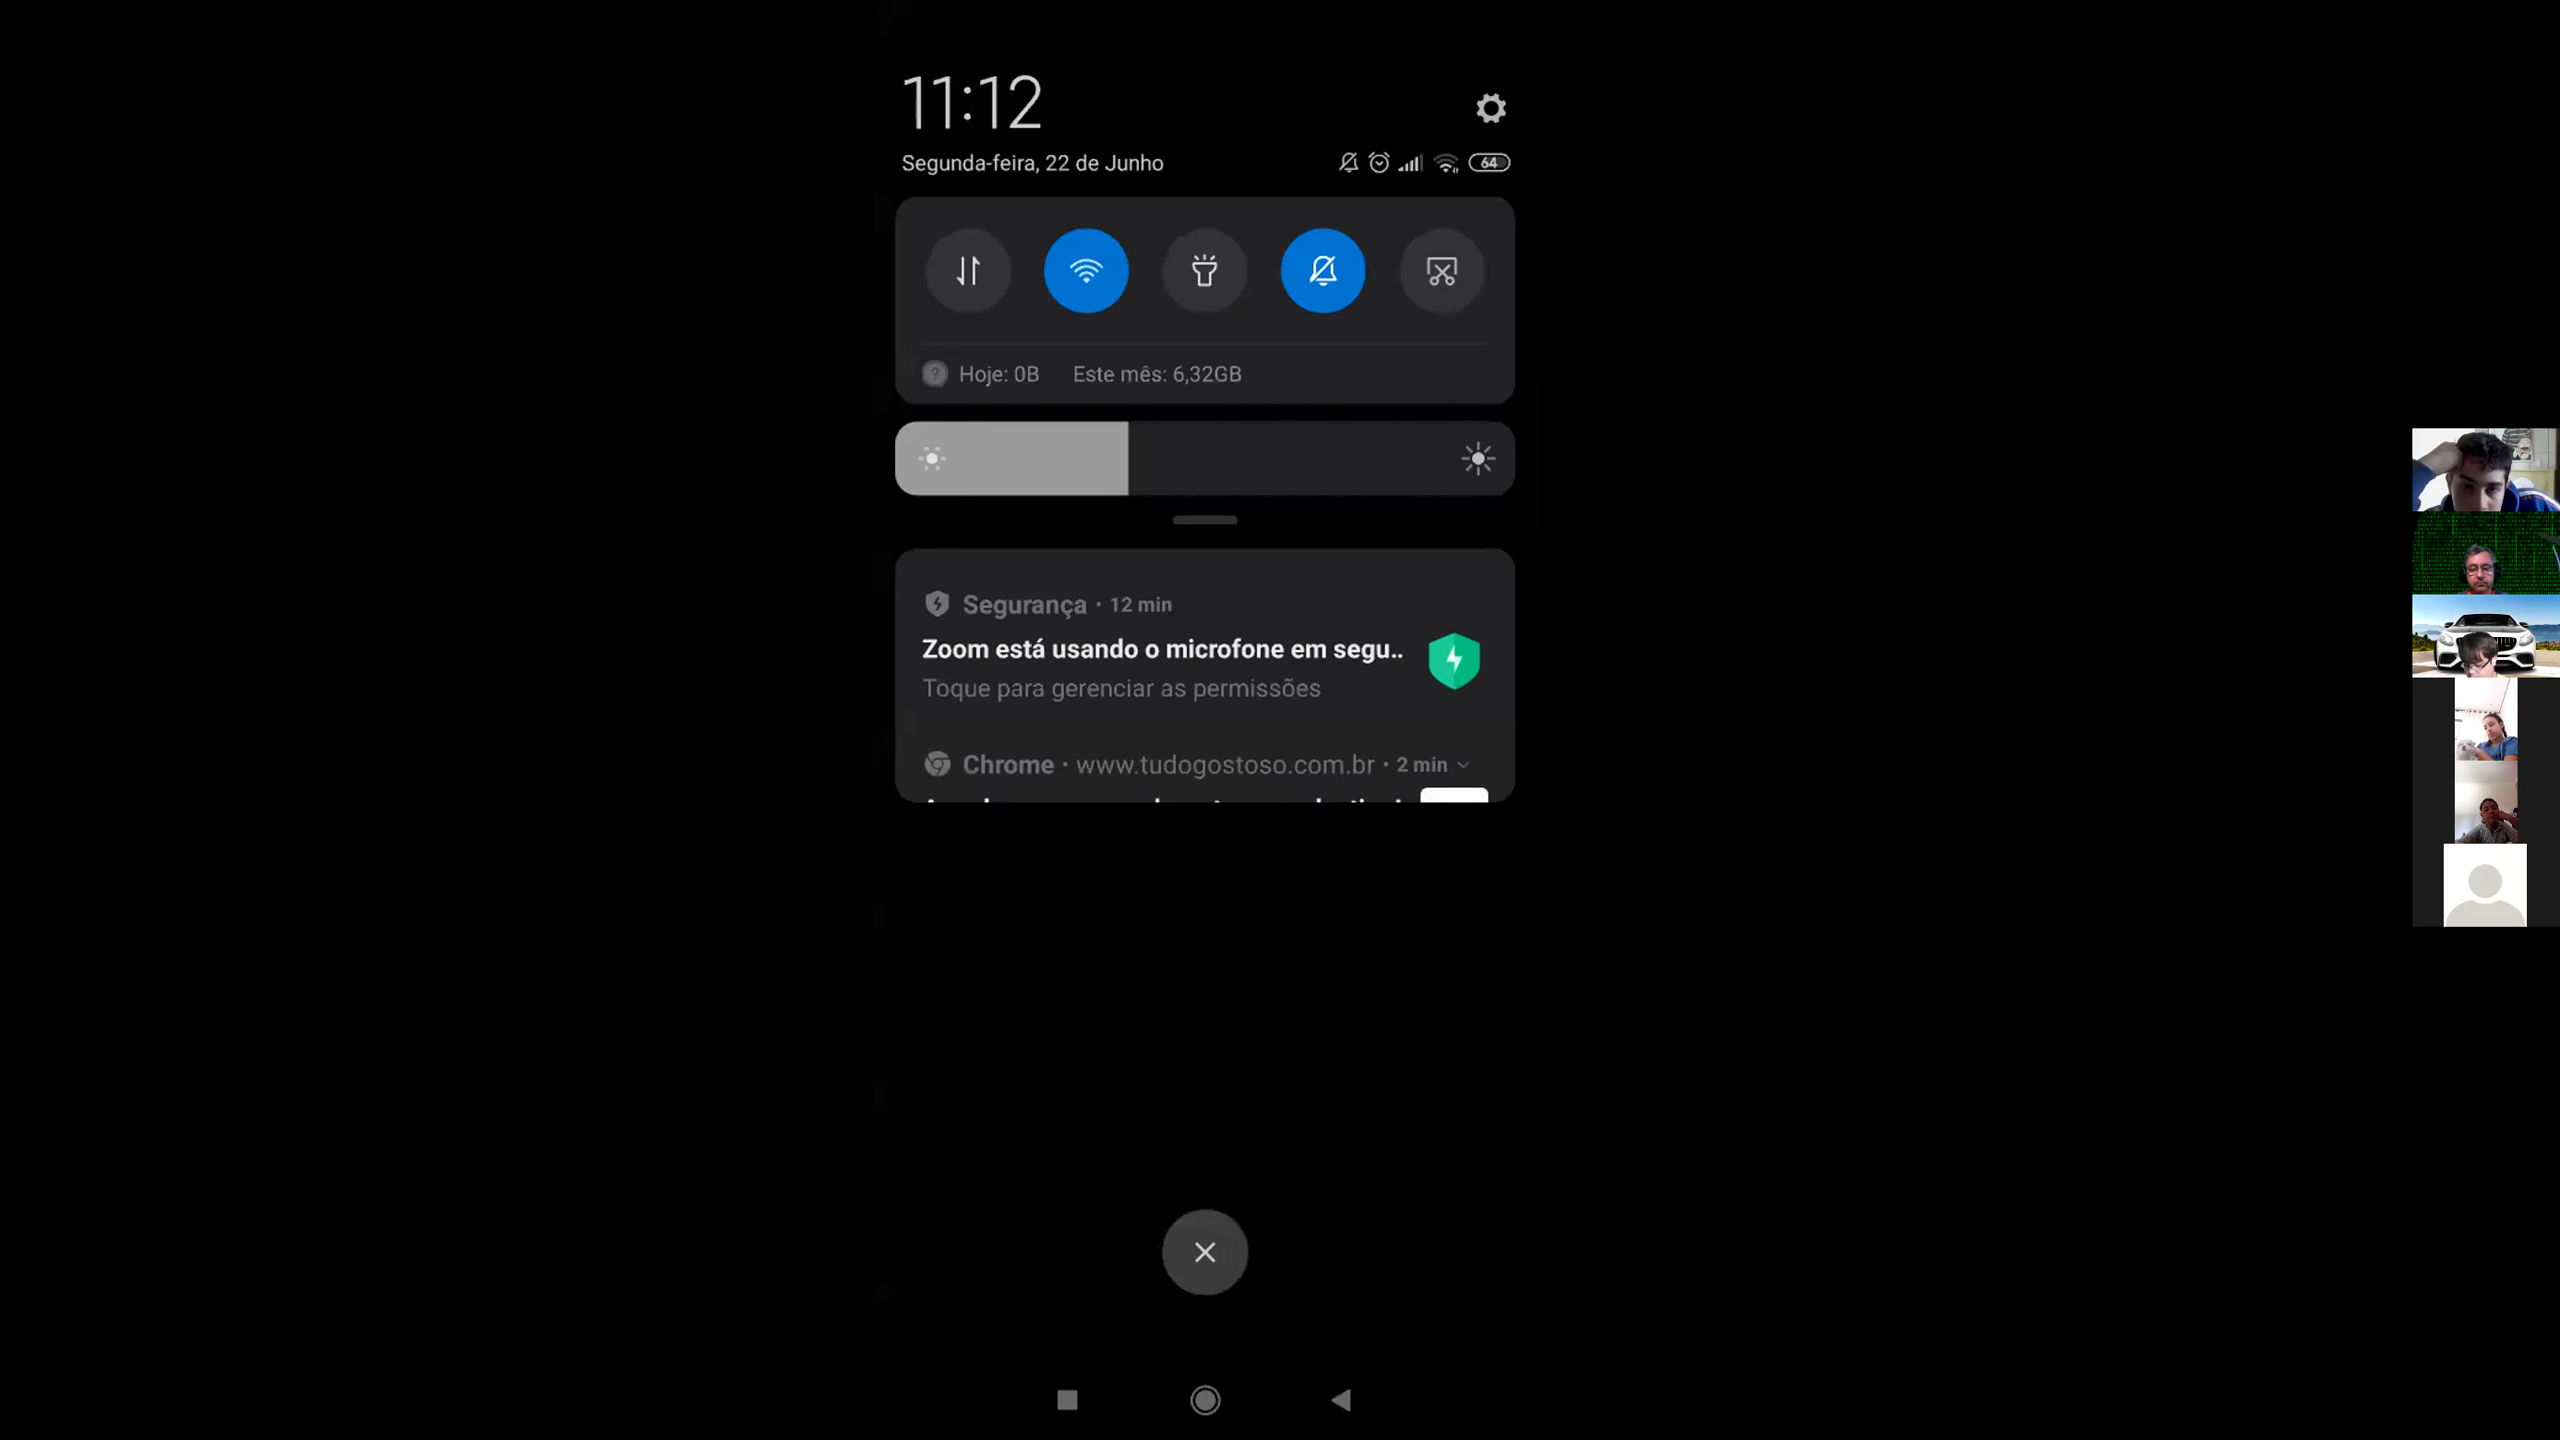 11:12
Segunda-feira, 22 de Junho
64
Hoje: 0B Este mês: 6,32GB
Segurança · 12 min
Zoom está usando o microfone em segu..
Toque para gerenciar as permissões
Chrome · www.tudogostoso.com.br · 2 min